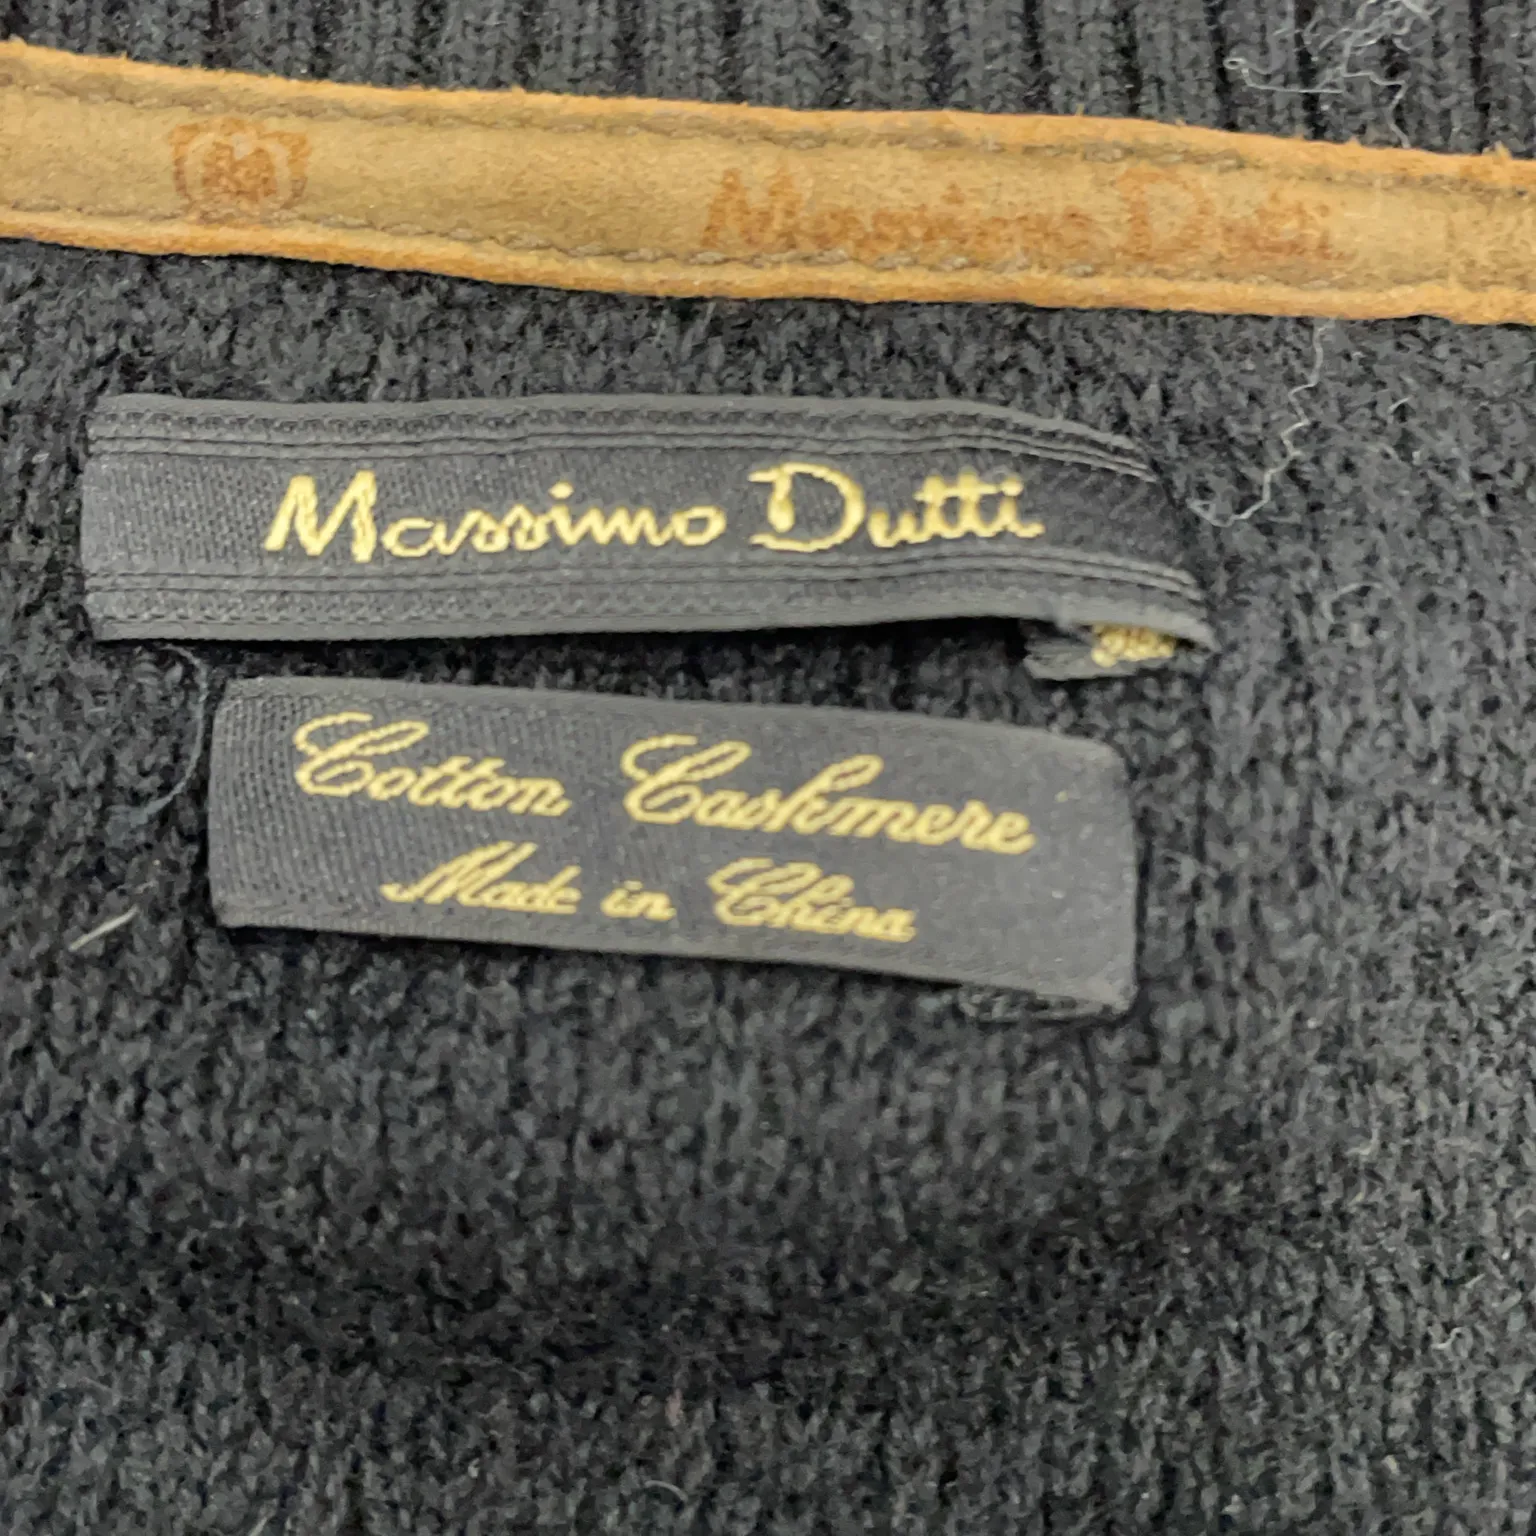 Massimo Dutti
Massimo Dutti
Cotton Cashmere
Made in China